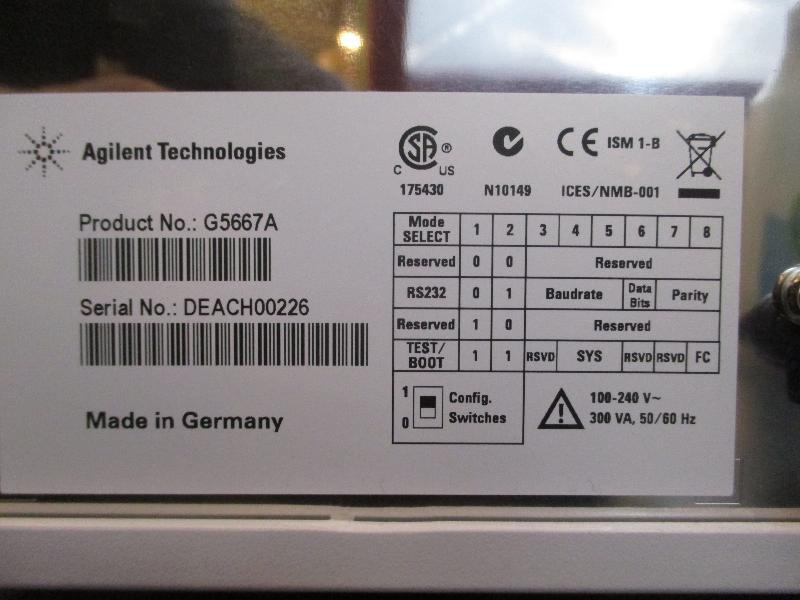 Agilent Technologies
Product No.: G5667A
Serial No.: DEACH00226
Made in Germany
CSA ®
C US
175430
N10149
CE ISM 1-B
ICES/NMB-001
Mode SELECT 1 2 3 4 5 6 7 8
Reserved 0 0 Reserved
RS232 0 1 Baudrate Data Bits Parity
Reserved 1 0 Reserved
TEST/BOOT 1 1 RSVD SYS RSVD RSVD FC
1 Config.
0 Switches
100-240 V~
300 VA, 50/60 Hz